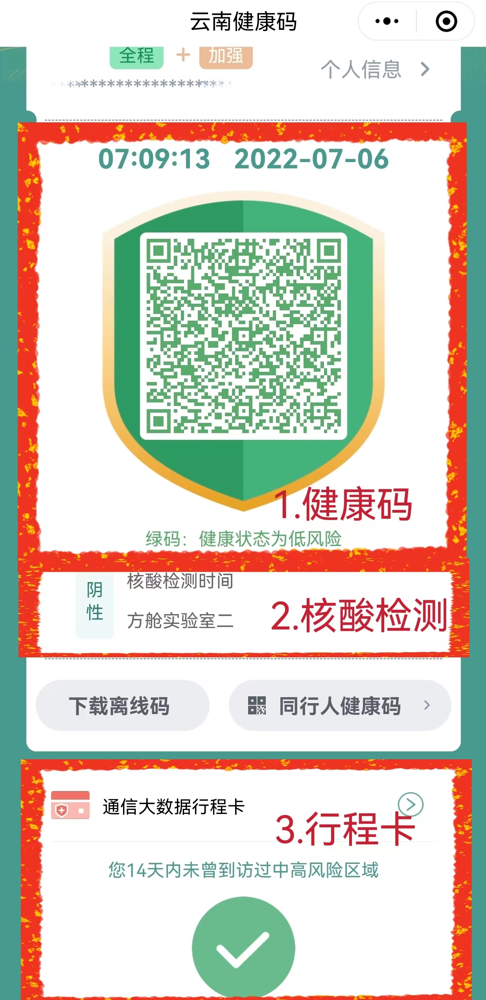 云南健康码
全程 + 加强
个人信息
******************
07:09:13 2022-07-06
1.健康码
绿码：健康状态为低风险
阴性
核酸检测时间
方舱实验室二
2.核酸检测
下载离线码
同行人健康码
通信大数据行程卡
3.行程卡
您14天内未曾到访过中高风险区域